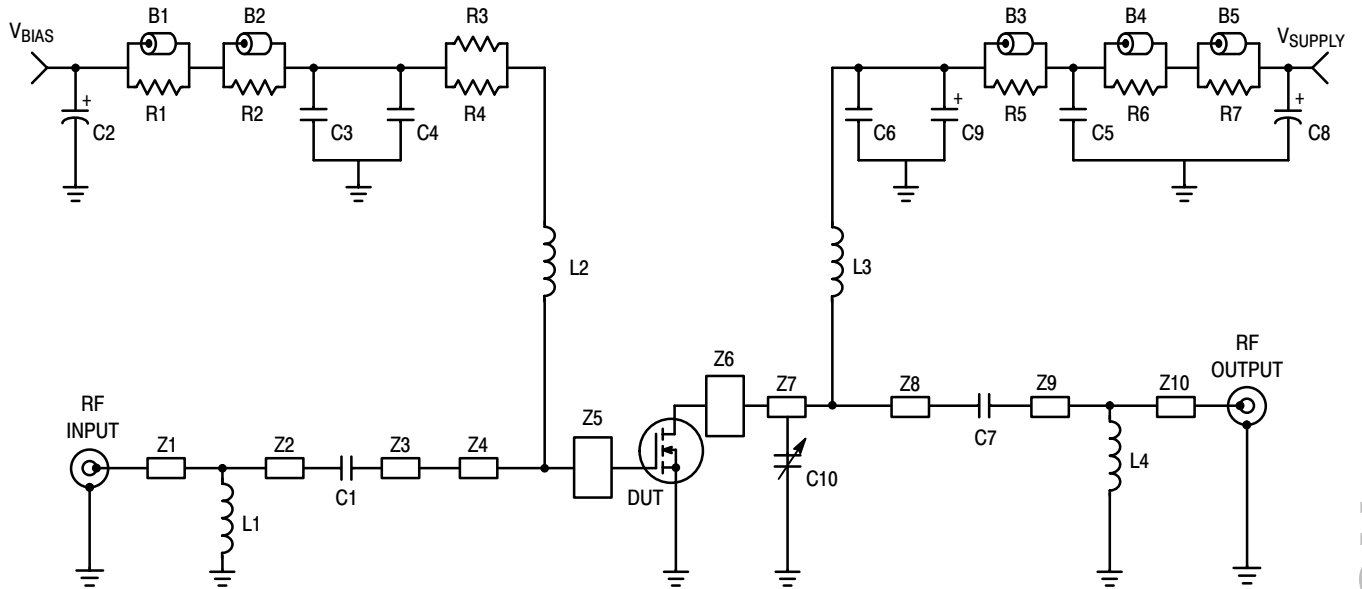 B1 B2 R3 B3 B4 B5
VBIAS VSUPPLY
+ R1 R2 R4 + R5 R6 R7 +
C2 C3 C4 C6 C9 C5 C8
L2 L3
RF
OUTPUT
Z6 Z7 Z8 Z9 Z10
RF
INPUT
Z5
Z1 Z2 Z3 Z4
C7
L4
C1 DUT C10
L1